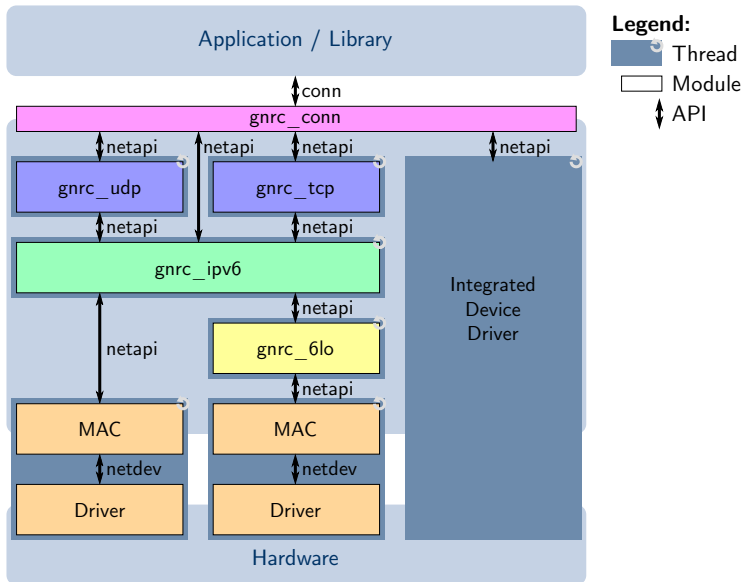 Application / Library
Legend:
Thread
Module
API
conn
gnrc_conn
netapi
netapi
netapi
netapi
gnrc_udp
gnrc_tcp
netapi
netapi
gnrc_ipv6
Integrated
Device
Driver
netapi
netapi
gnrc_6lo
netapi
MAC
MAC
netdev
netdev
Driver
Driver
Hardware